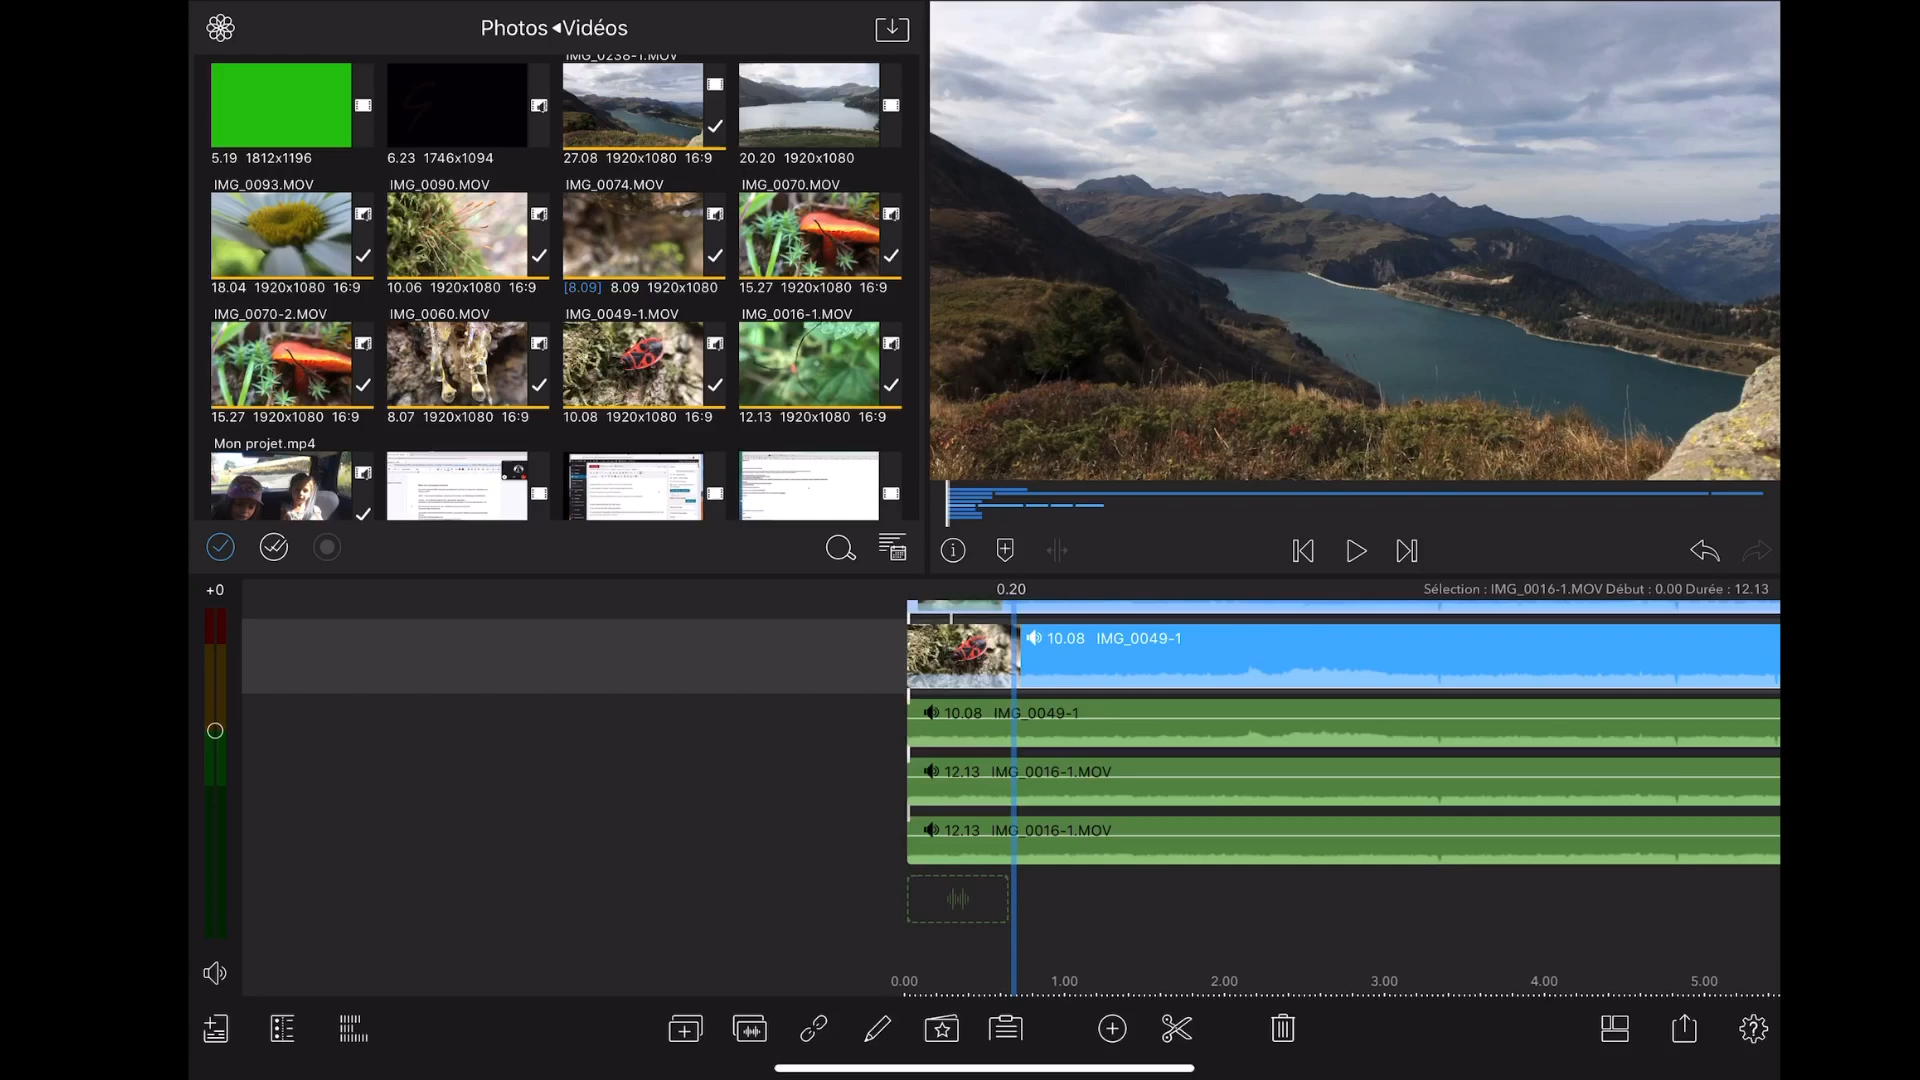 Photos ◂Vidéos
IMG_0238-1.MOV
5.19 1812x1196
6.23 1746x1094
27.08 1920x1080 16:9
20.20 1920x1080
IMG_0093.MOV
IMG_0090.MOV
IMG_0074.MOV
IMG_0070.MOV
18.04 1920x1080 16:9
10.06 1920x1080 16:9
[8.09] 8.09 1920x1080
15.27 1920x1080 16:9
IMG_0070-2.MOV
IMG_0060.MOV
IMG_0049-1.MOV
IMG_0016-1.MOV
15.27 1920x1080 16:9
8.07 1920x1080 16:9
10.08 1920x1080 16:9
12.13 1920x1080 16:9
Mon projet.mp4
+0
0.20
Sélection : IMG_0016-1.MOV Début : 0.00 Durée : 12.13
10.08 IMG_0049-1
10.08 IMG_0049-1
12.13 IMG_0016-1.MOV
12.13 IMG_0016-1.MOV
0.00 1.00 2.00 3.00 4.00 5.00